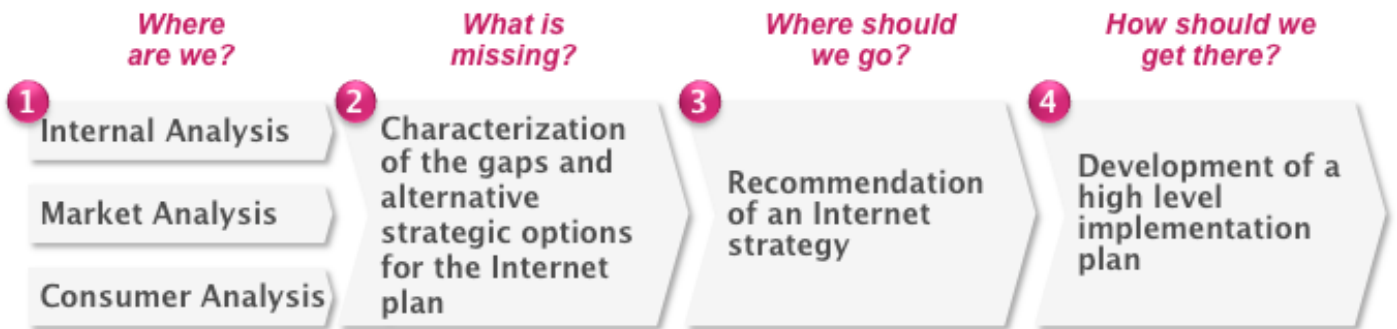 Where
are we?
What is
missing?
Where should
we go?
How should we
get there?
1
Internal Analysis
Market Analysis
Consumer Analysis
2
Characterization
of the gaps and
alternative
strategic options
for the Internet
plan
3
Recommendation
of an Internet
strategy
4
Development of a
high level
implementation
plan